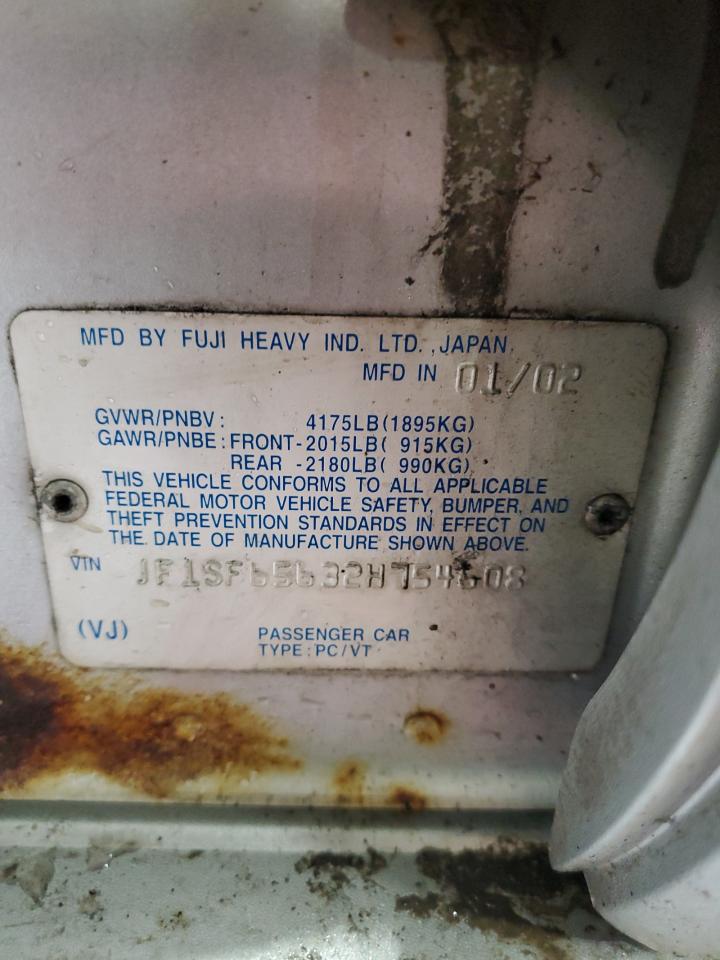 MFD BY FUJI HEAVY IND. LTD. ,JAPAN.
MFD IN 01/02
GVWR/PNBV: 4175LB(1895KG)
GAWR/PNBE:FRONT-2015LB( 915KG)
REAR -2180LB( 990KG)
THIS VEHICLE CONFORMS TO ALL APPLICABLE
FEDERAL MOTOR VEHICLE SAFETY, BUMPER, AND
THEFT PREVENTION STANDARDS IN EFFECT ON
THE DATE OF MANUFACTURE SHOWN ABOVE.
VIN JF1SF65632H754608
(VJ) PASSENGER CAR
TYPE:PC/VT